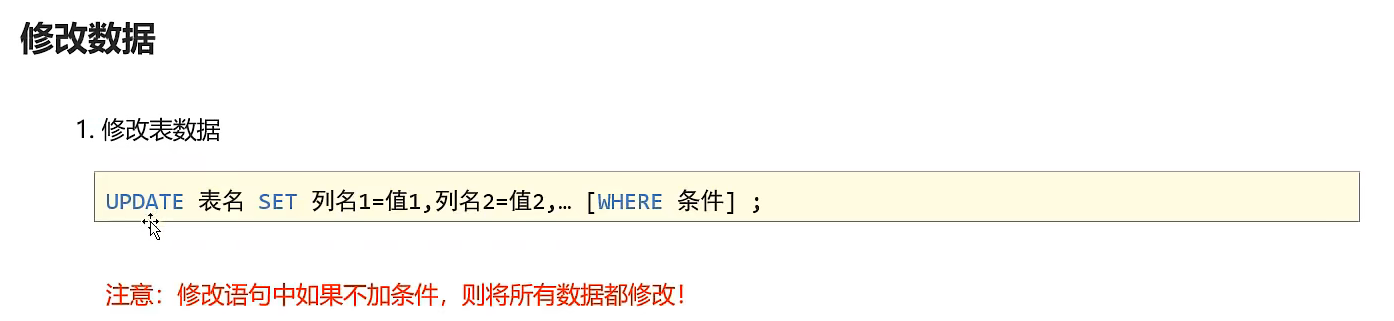 修改数据
1. 修改表数据
UPDATE 表名 SET 列名1=值1,列名2=值2,… [WHERE 条件] ;
注意：修改语句中如果不加条件，则将所有数据都修改！